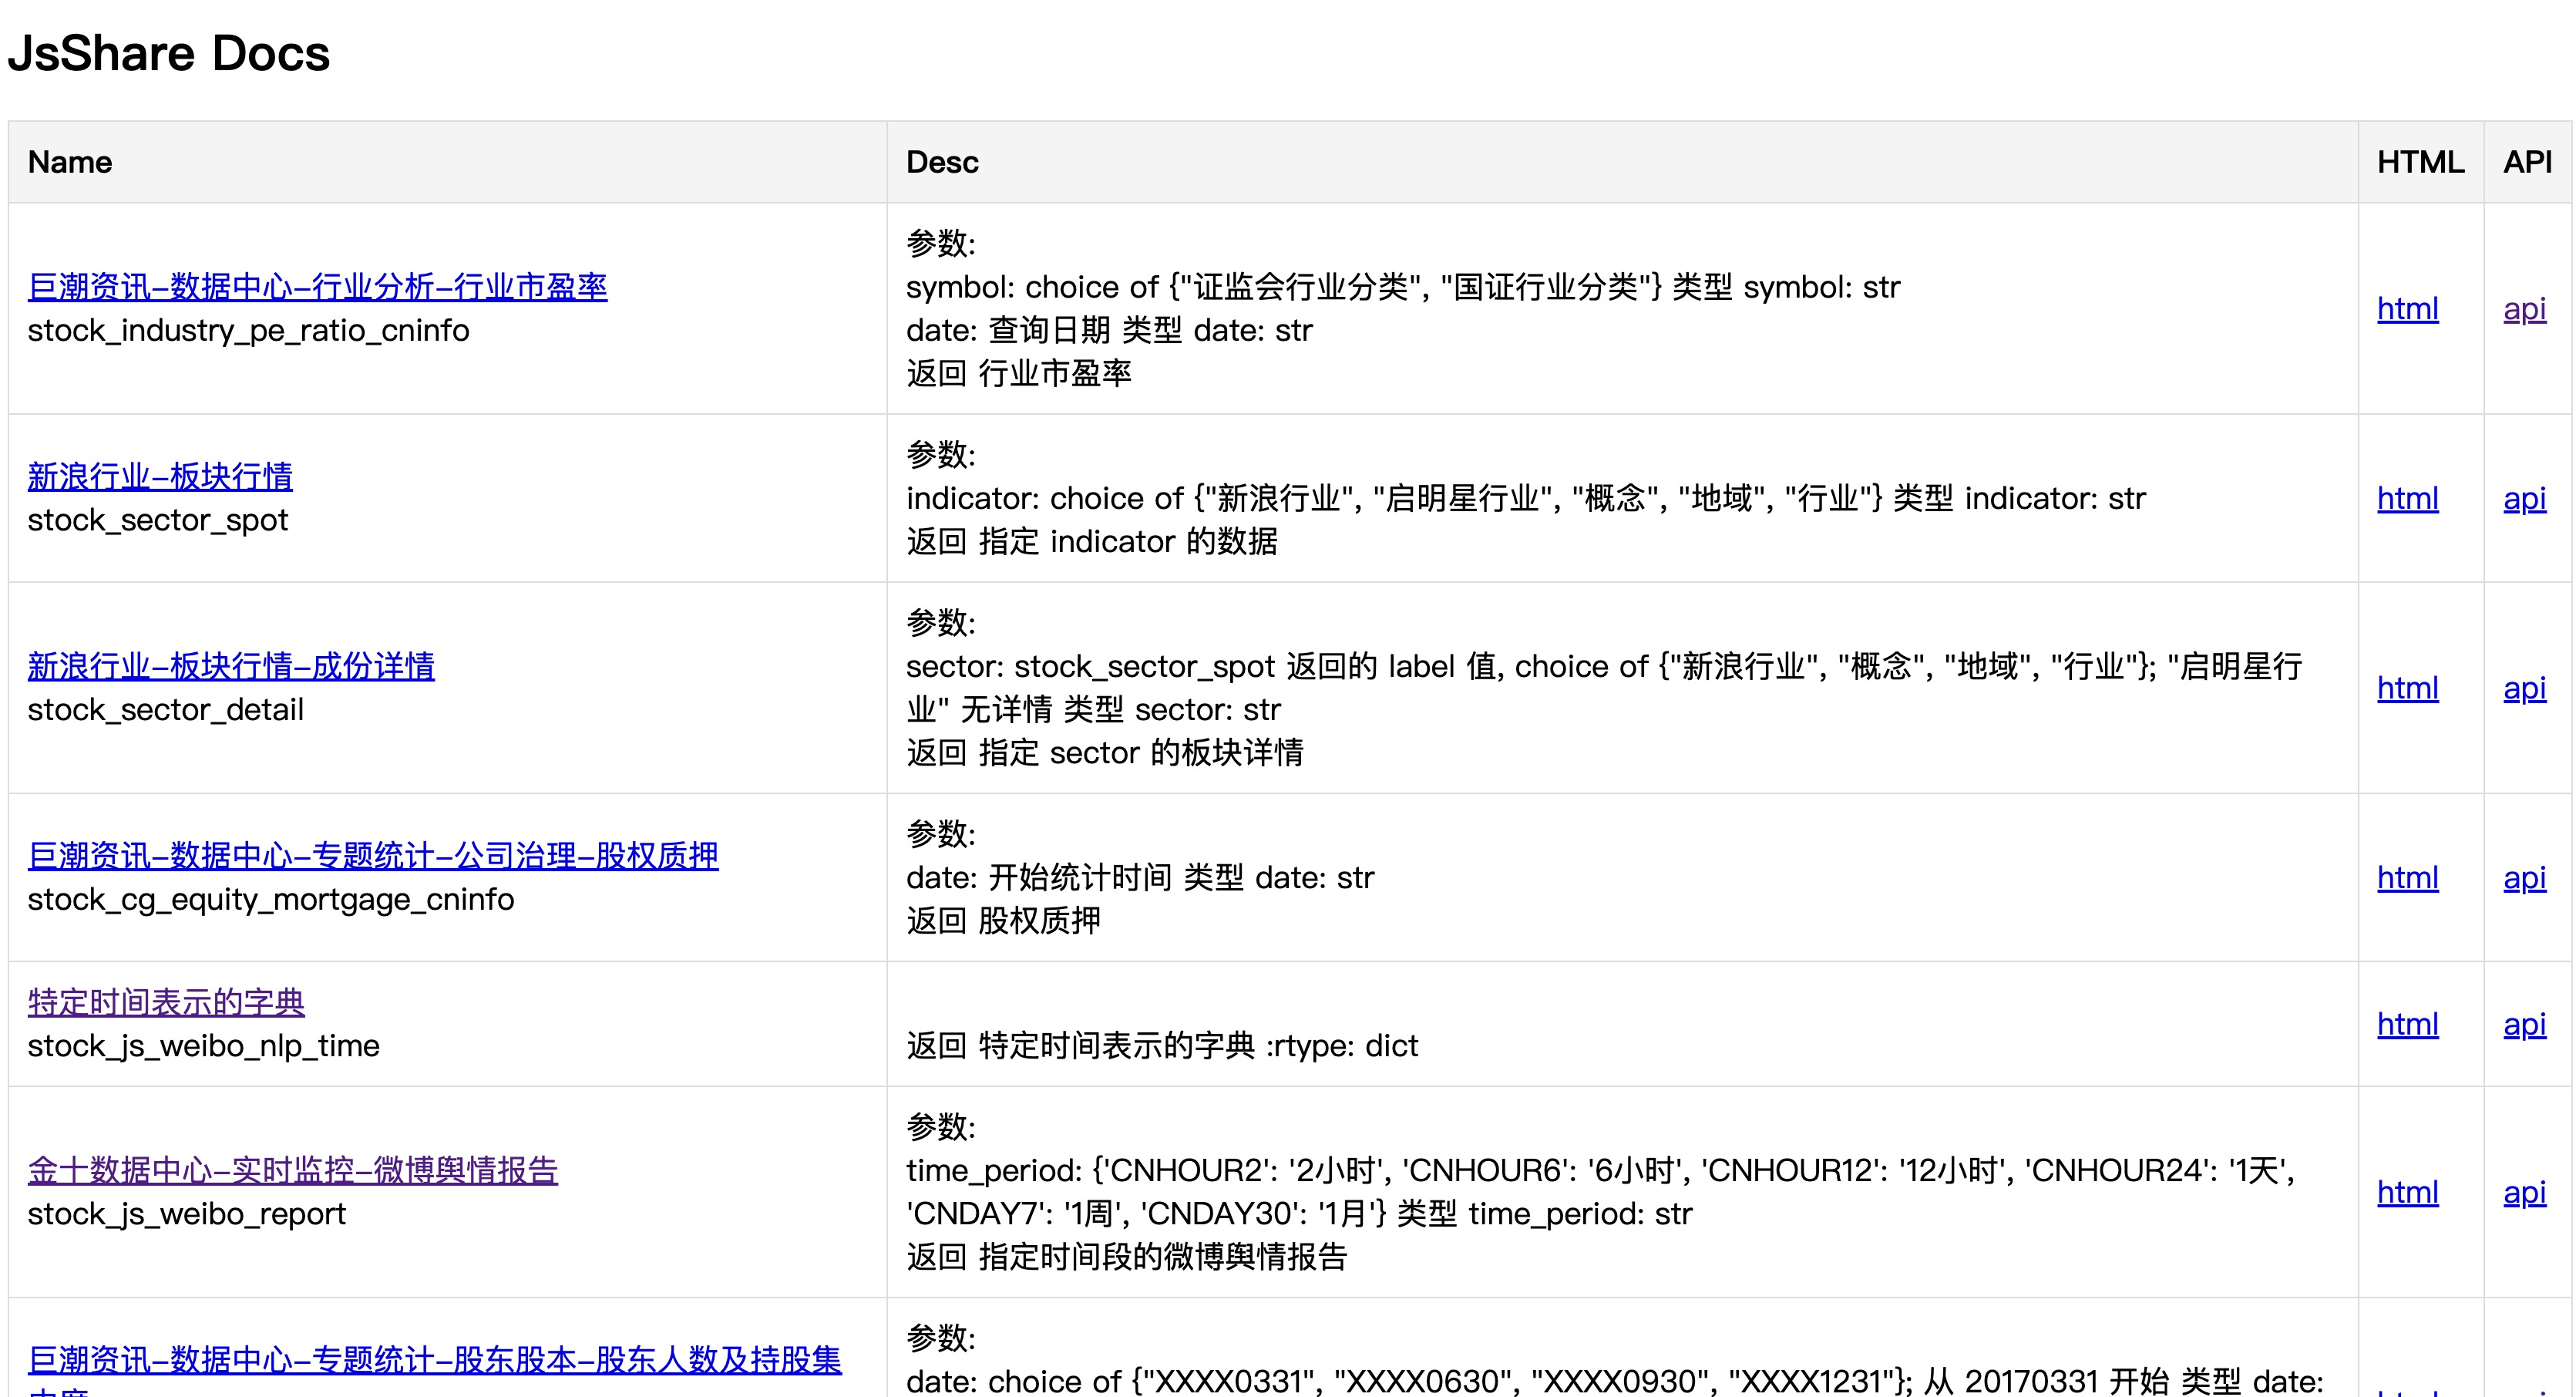 JsShare Docs
Name
Desc
HTML
API
巨潮资讯-数据中心-行业分析-行业市盈率
stock_industry_pe_ratio_cninfo
参数:
symbol: choice of {"证监会行业分类", "国证行业分类"} 类型 symbol: str
date: 查询日期 类型 date: str
返回 行业市盈率
html
api
新浪行业-板块行情
stock_sector_spot
参数:
indicator: choice of {"新浪行业", "启明星行业", "概念", "地域", "行业"} 类型 indicator: str
返回 指定 indicator 的数据
html
api
新浪行业-板块行情-成份详情
stock_sector_detail
参数:
sector: stock_sector_spot 返回的 label 值, choice of {"新浪行业", "概念", "地域", "行业"}; "启明星行
业" 无详情 类型 sector: str
返回 指定 sector 的板块详情
html
api
巨潮资讯-数据中心-专题统计-公司治理-股权质押
stock_cg_equity_mortgage_cninfo
参数:
date: 开始统计时间 类型 date: str
返回 股权质押
html
api
特定时间表示的字典
stock_js_weibo_nlp_time
返回 特定时间表示的字典 :rtype: dict
html
api
金十数据中心-实时监控-微博舆情报告
stock_js_weibo_report
参数:
time_period: {'CNHOUR2': '2小时', 'CNHOUR6': '6小时', 'CNHOUR12': '12小时', 'CNHOUR24': '1天',
'CNDAY7': '1周', 'CNDAY30': '1月'} 类型 time_period: str
返回 指定时间段的微博舆情报告
html
api
巨潮资讯-数据中心-专题统计-股东股本-股东人数及持股集
参数:
date: choice of {"XXXX0331", "XXXX0630", "XXXX0930", "XXXX1231"}; 从 20170331 开始 类型 date: